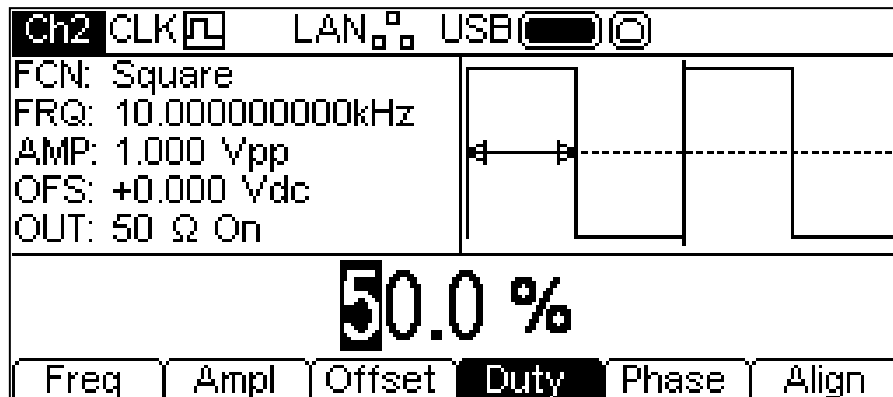 Ch2 CLK LAN USB
FCN: Square
FRQ: 10.000000000kHz
AMP: 1.000 Vpp
OFS: +0.000 Vdc
OUT: 50 Ω On
50.0 %
Freq Ampl Offset Duty Phase Align